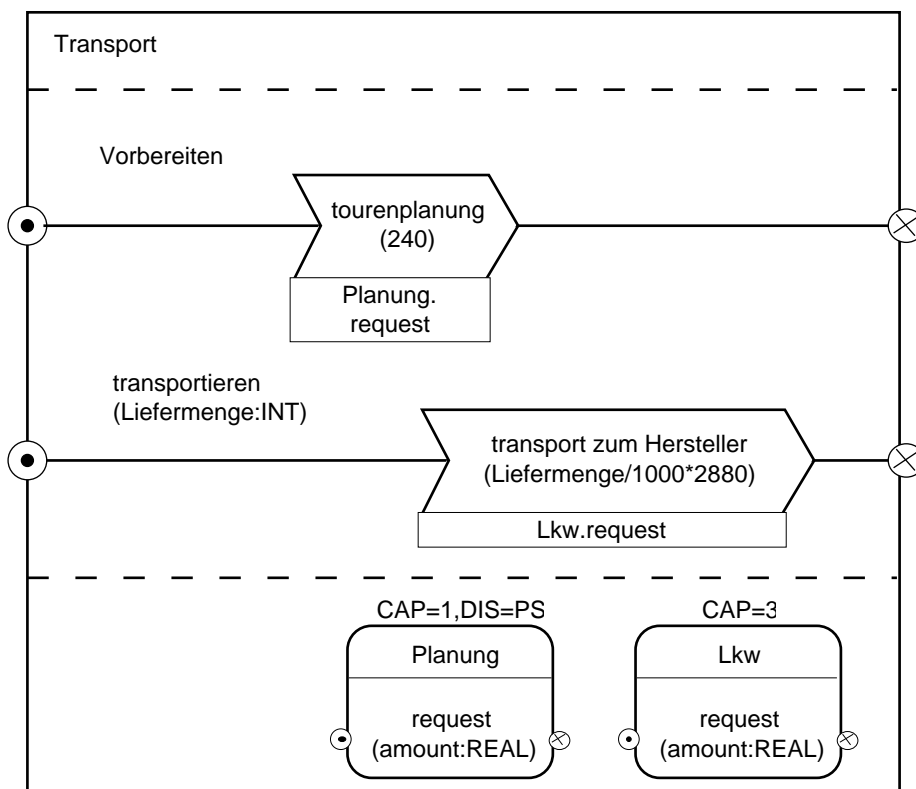 Transport
Vorbereiten
tourenplanung
(240)
Planung.
request
transportieren
(Liefermenge:INT)
transport zum Hersteller
(Liefermenge/1000*2880)
Lkw.request
CAP=1,DIS=PS
CAP=3
Planung
Lkw
request
(amount:REAL)
request
(amount:REAL)